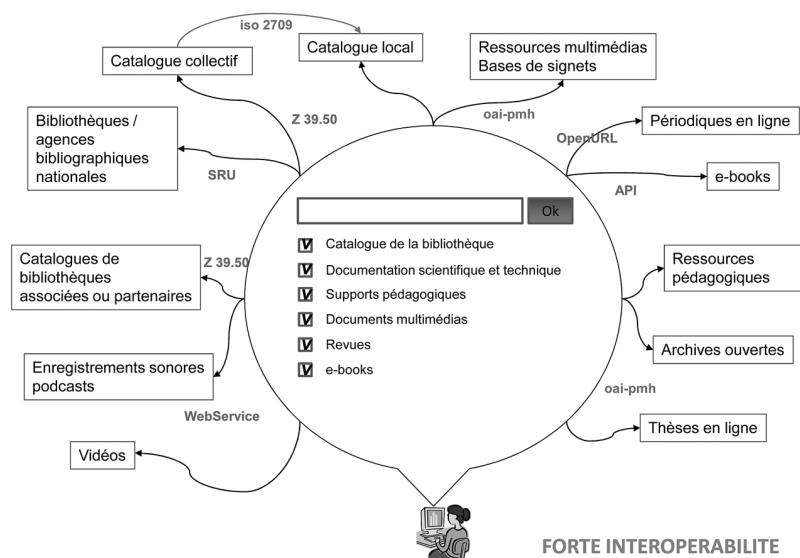 iso 2709
Catalogue collectif
Catalogue local
Ressources multimédias
Bases de signets
Z 39.50
oai-pmh
Bibliothèques /
agences
bibliographiques
nationales
SRU
OpenURL
Périodiques en ligne
API
e-books
Ok
Catalogue de la bibliothèque
Documentation scientifique et technique
Supports pédagogiques
Documents multimédias
Revues
e-books
Catalogues de
bibliothèques
associées ou partenaires
Z 39.50
Ressources
pédagogiques
Archives ouvertes
Enregistrements sonores
podcasts
oai-pmh
WebService
Thèses en ligne
Vidéos
FORTE INTEROPERABILITE